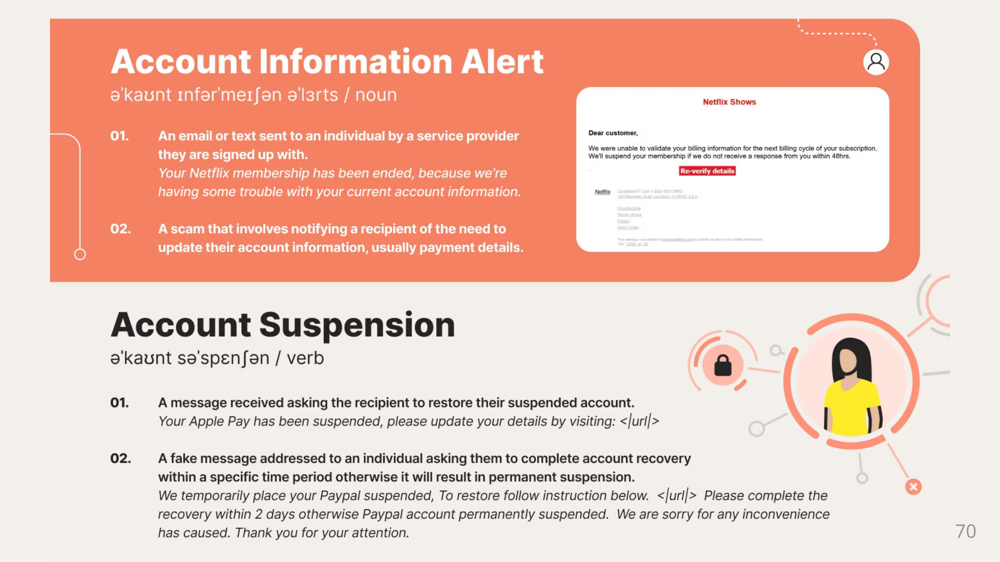 Account Information Alert
əˈkaʊnt ɪnfərˈmeɪʃən əˈlɜrts / noun
01. An email or text sent to an individual by a service provider
they are signed up with.
Your Netflix membership has been ended, because we're
having some trouble with your current account information.
02. A scam that involves notifying a recipient of the need to
update their account information, usually payment details.
Netflix Shows
Dear customer,
We were unable to validate your billing information for the next billing cycle of your subscription.
We'll suspend your membership if we do not receive a response from you within 48hrs.
Re-verify details
Netflix
Questions? Call 1-844-505-2993
100 Winchester Circle, Los Gatos, CA 95032, U.S.A.
Unsubscribe
Terms of Use
Privacy
Help Center
This message was mailed to by Netflix as part of your Netflix membership.
SRC: 12184_en_US
Account Suspension
əˈkaʊnt səˈspɛnʃən / verb
01. A message received asking the recipient to restore their suspended account.
Your Apple Pay has been suspended, please update your details by visiting: <|url|>
02. A fake message addressed to an individual asking them to complete account recovery
within a specific time period otherwise it will result in permanent suspension.
We temporarily place your Paypal suspended, To restore follow instruction below. <|url|> Please complete the
recovery within 2 days otherwise Paypal account permanently suspended. We are sorry for any inconvenience
has caused. Thank you for your attention.
70